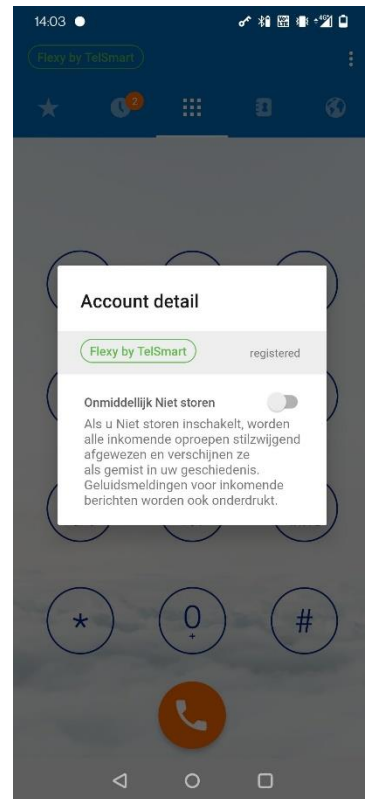 14:03
Flexy by TelSmart
2
Account detail
Flexy by TelSmart registered
Onmiddellijk Niet storen
Als u Niet storen inschakelt, worden
alle inkomende oproepen stilzwijgend
afgewezen en verschijnen ze
als gemist in uw geschiedenis.
Geluidsmeldingen voor inkomende
berichten worden ook onderdrukt.
* 0 #
+